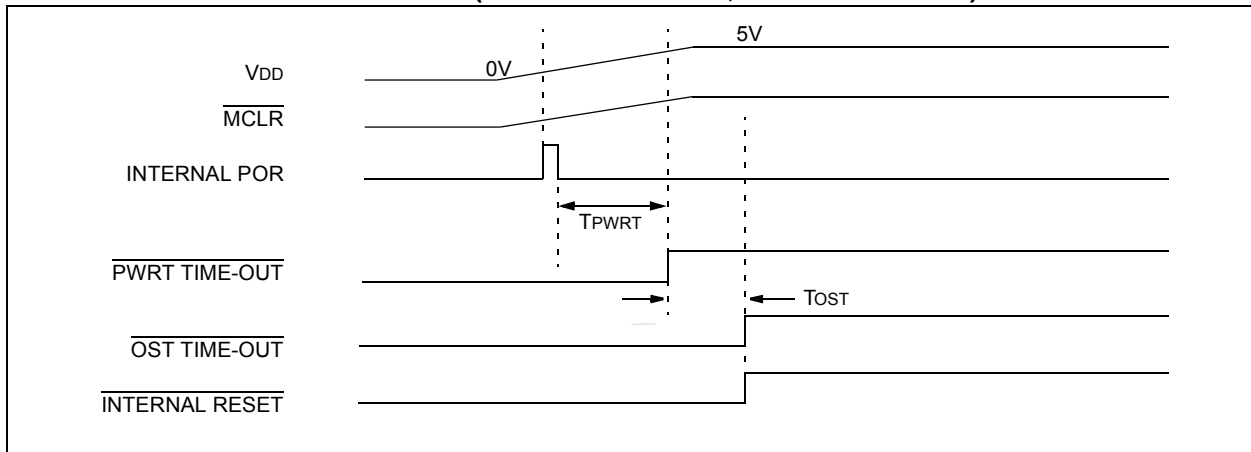 5V
VDD
0V
MCLR
INTERNAL POR
TPWRT
PWRT TIME-OUT
TOST
OST TIME-OUT
INTERNAL RESET